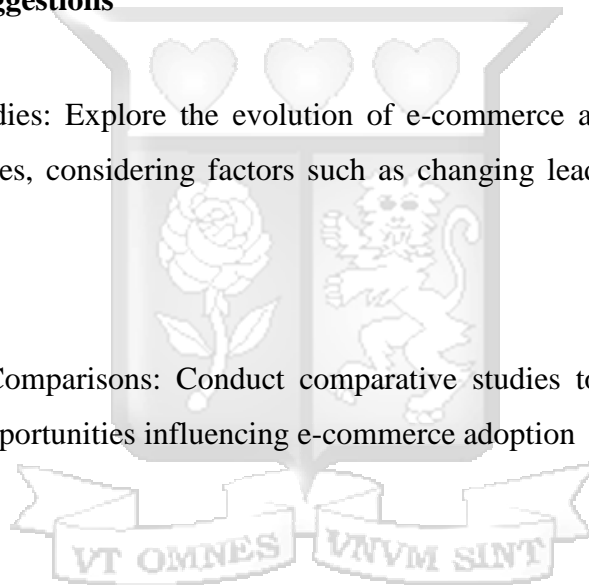 ggestions
dies: Explore the evolution of e-commerce a
es, considering factors such as changing lead
Comparisons: Conduct comparative studies to
portunities influencing e-commerce adoption
VT OMNES VNVM SINT